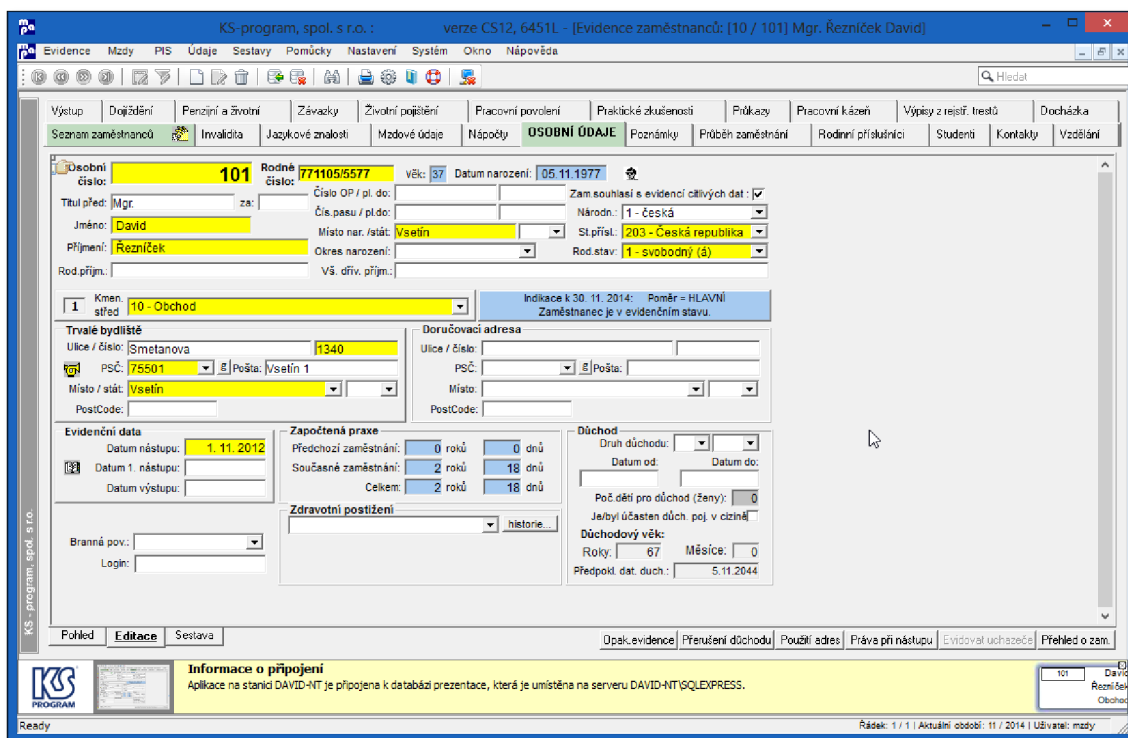 KS-program, spol. s r.o. : verze CS12, 6451L - [Evidence zaměstnanců: [10 / 101] Mgr. Řezníček David]
Evidence Mzdy PIS Údaje Sestavy Pomůcky Nastavení Systém Okno Nápověda
Hledat
Výstup Dojíždění Penzijní a životní Závazky Životní pojištění Pracovní povolení Praktické zkušenosti Průkazy Pracovní kázeň Výpisy z rejstř. trestů Docházka
Seznam zaměstnanců Invalidita Jazykové znalosti Mzdové údaje Nápočty OSOBNÍ ÚDAJE Poznámky Průběh zaměstnání Rodinní příslušníci Studenti Kontakty Vzdělání
Osobní číslo: 101 Rodné číslo: 771105/5577 Věk: 37 Datum narození: 05.11.1977
Číslo OP / pl. do: Zam.souhlasí s evidencí citlivých dat :
Titul před: Mgr. za: Čís.pasu / pl.do: Národn.: 1 - česká
Jméno: David Místo nar. /stát: Vsetín St.přísl.: 203 - Česká republika
Příjmení: Řezníček Okres narození: Rod.stav: 1 - svobodný (á)
Rod.příjm.: Vš. dřív. příjm.:
1 Kmen. střed 10 - Obchod
Indikace k 30. 11. 2014: Poměr = HLAVNÍ
Zaměstnanec je v evidenčním stavu.
Trvalé bydliště Doručovací adresa
Ulice / číslo: Smetanova 1340 Ulice / číslo:
PSČ: 75501 Pošta: Vsetín 1 PSČ: Pošta:
Místo / stát: Vsetín Místo:
PostCode: PostCode:
Evidenční data Započtená praxe Důchod
Datum nástupu: 1. 11. 2012 Předchozí zaměstnání: 0 roků 0 dnů Druh důchodu:
Datum 1. nástupu: Současné zaměstnání: 2 roků 18 dnů Datum od: Datum do:
Datum výstupu: Celkem: 2 roků 18 dnů
Poč.dětí pro důchod (ženy): 0
Zdravotní postižení Je/byl účasten důch. poj. v cizině
historie...
Důchodový věk:
Branná pov.: Roky: 67 Měsíce: 0
Login: Předpokl. dat. duch.: 5.11.2044
KS - program, spol. s r.o.
Pohled Editace Sestava Opak.evidence Přerušení důchodu Použití adres Práva při nástupu Evidovat uchazeče Přehled o zam.
KS PROGRAM
Informace o připojení
Aplikace na stanici DAVID-NT je připojena k databázi prezentace, která je umístěna na serveru DAVID-NT\SQLEXPRESS.
101 David
Řezníček
Obchod
Ready Řádek: 1 / 1 | Aktuální období: 11 / 2014 | Uživatel: mzdy